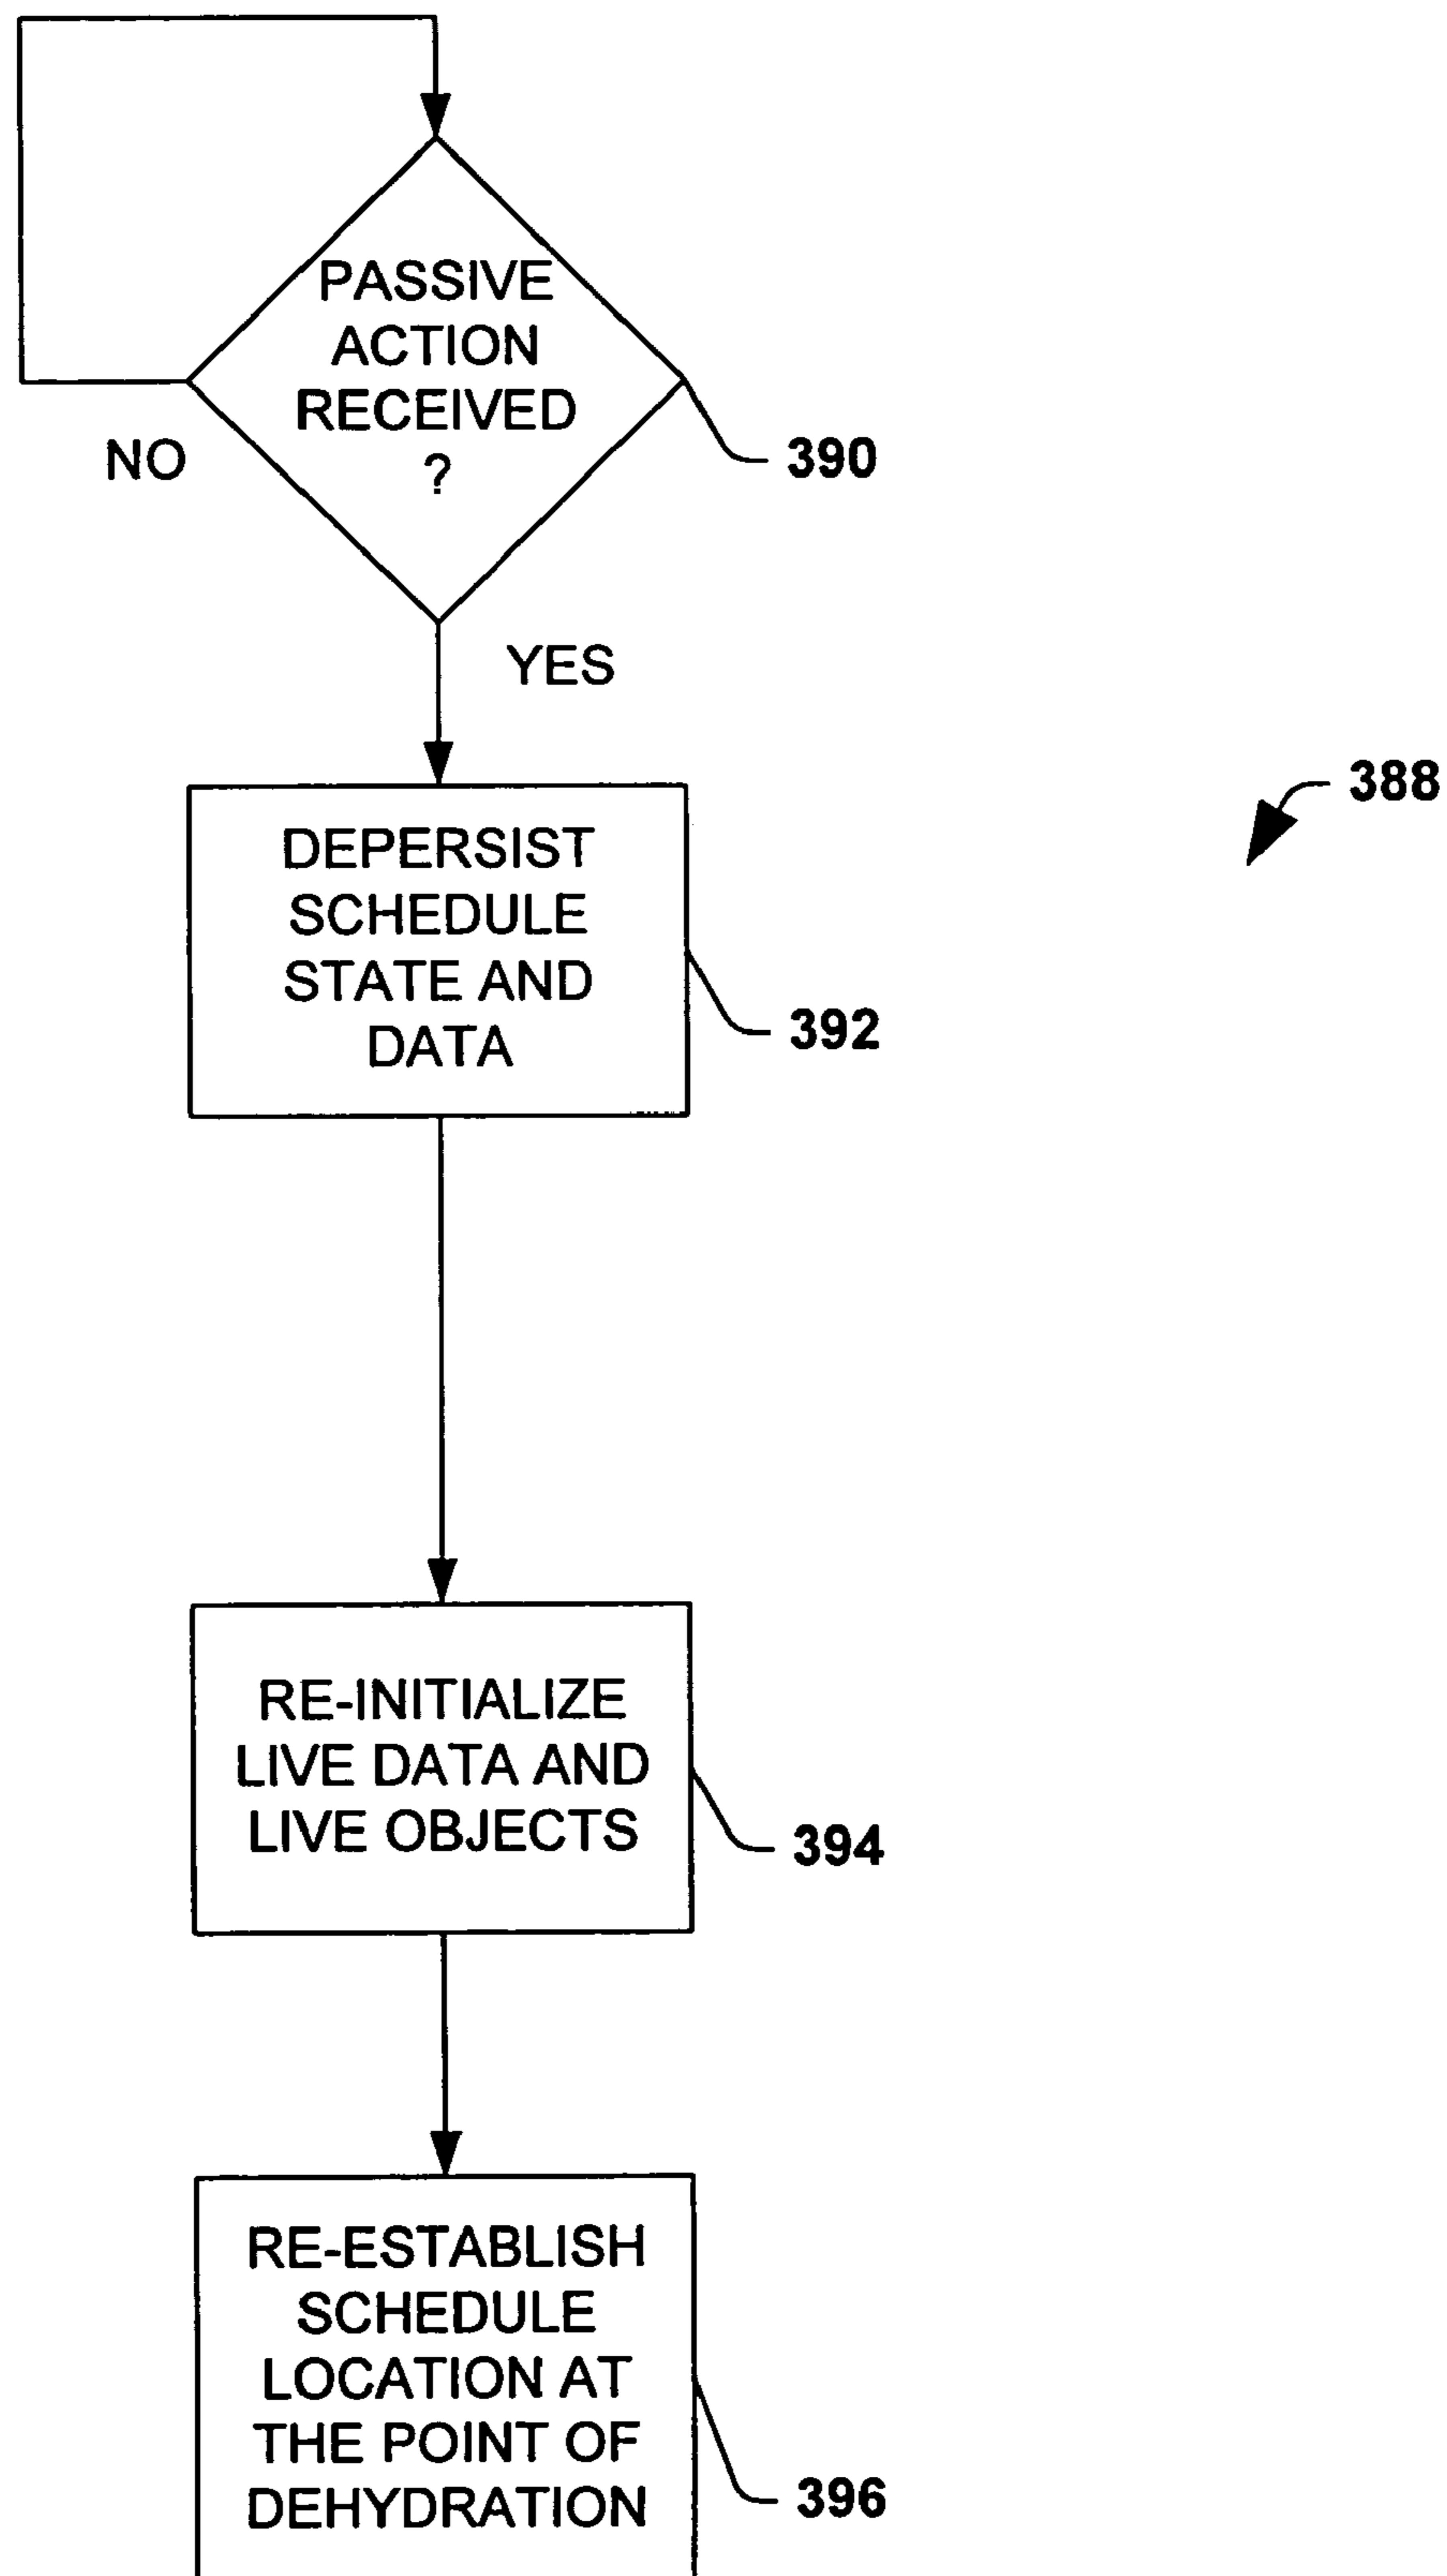 PASSIVE
ACTION
RECEIVED
?
390
NO
YES
388
DEPERSIST
SCHEDULE
STATE AND
DATA
392
RE-INITIALIZE
LIVE DATA AND
LIVE OBJECTS
394
RE-ESTABLISH
SCHEDULE
LOCATION AT
THE POINT OF
DEHYDRATION
396